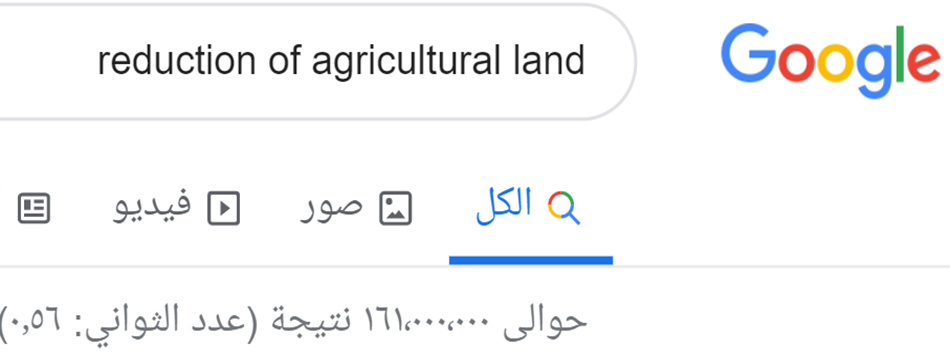 Google
reduction of agricultural land
الكل صور فيديو
حوالى ١٦١،٠٠٠،٠٠٠ نتيجة (عدد الثواني: ٠,٥٦)